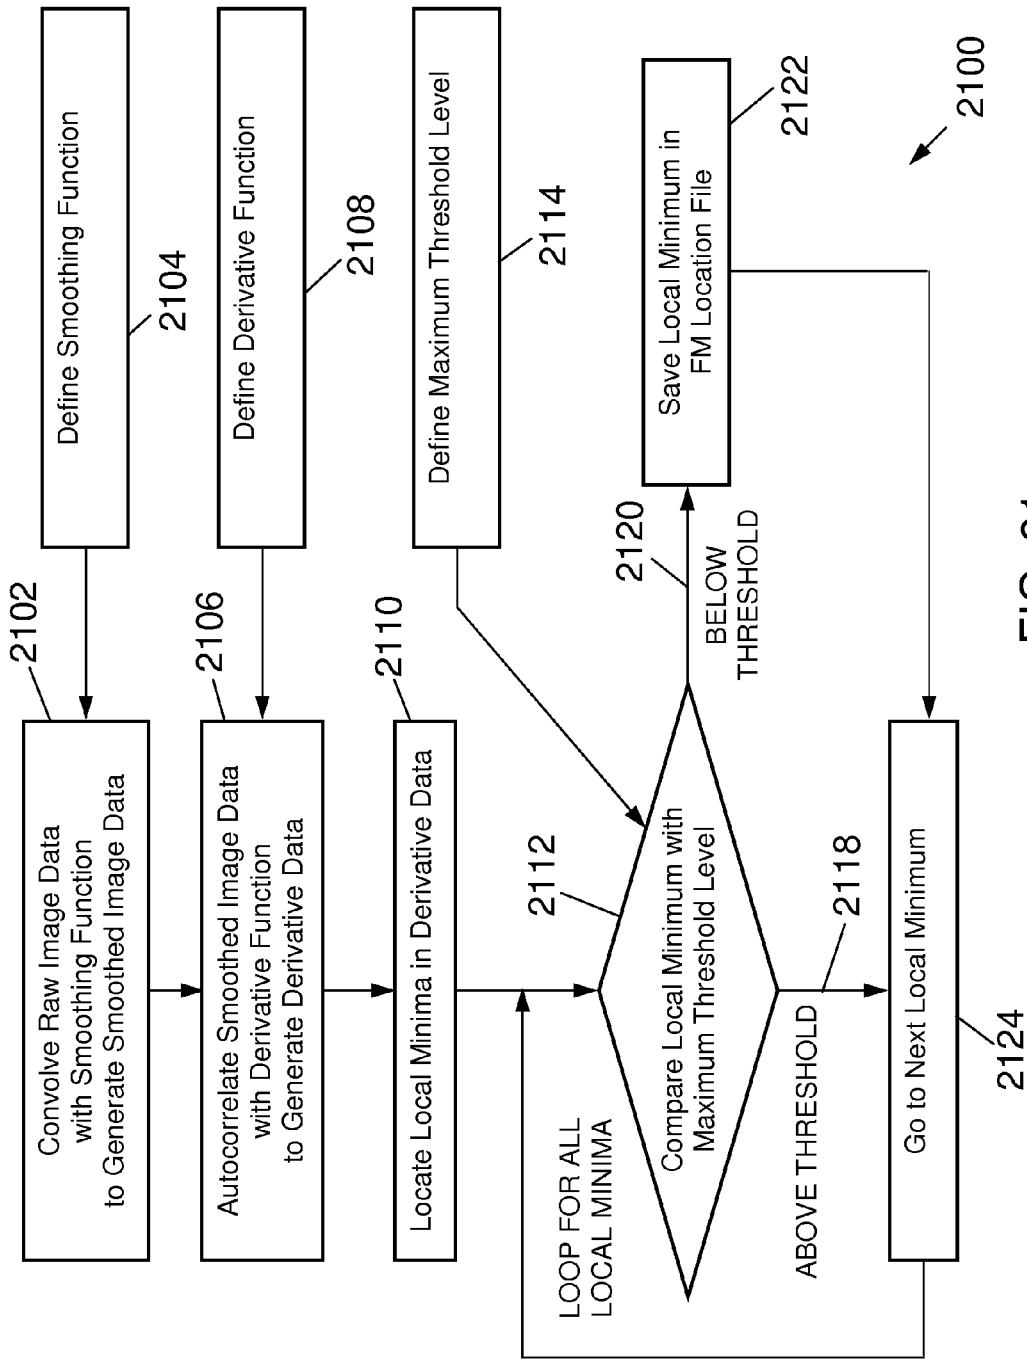 2102
Convolve Raw Image Data
with Smoothing Function
to Generate Smoothed Image Data
Define Smoothing Function
2104
2106
Autocorrelate Smoothed Image Data
with Derivative Function
to Generate Derivative Data
Define Derivative Function
2108
2110
Locate Local Minima in Derivative Data
Define Maximum Threshold Level
2114
LOOP FOR ALL
LOCAL MINIMA
2112
Compare Local Minimum with
Maximum Threshold Level
2120
BELOW
THRESHOLD
Save Local Minimum in
FM Location File
2122
ABOVE THRESHOLD
2118
Go to Next Local Minimum
2124
2100